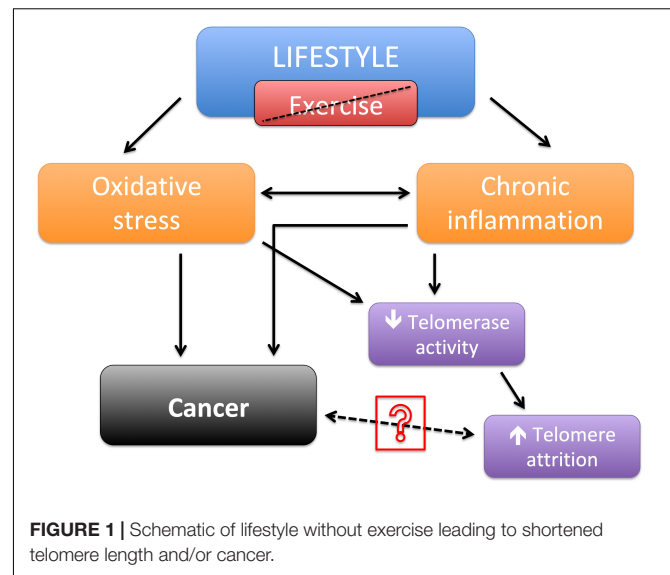 LIFESTYLE
Exercise
Oxidative
stress
Chronic
inflammation
↓ Telomerase
activity
Cancer
?
↑ Telomere
attrition
FIGURE 1 | Schematic of lifestyle without exercise leading to shortened
telomere length and/or cancer.